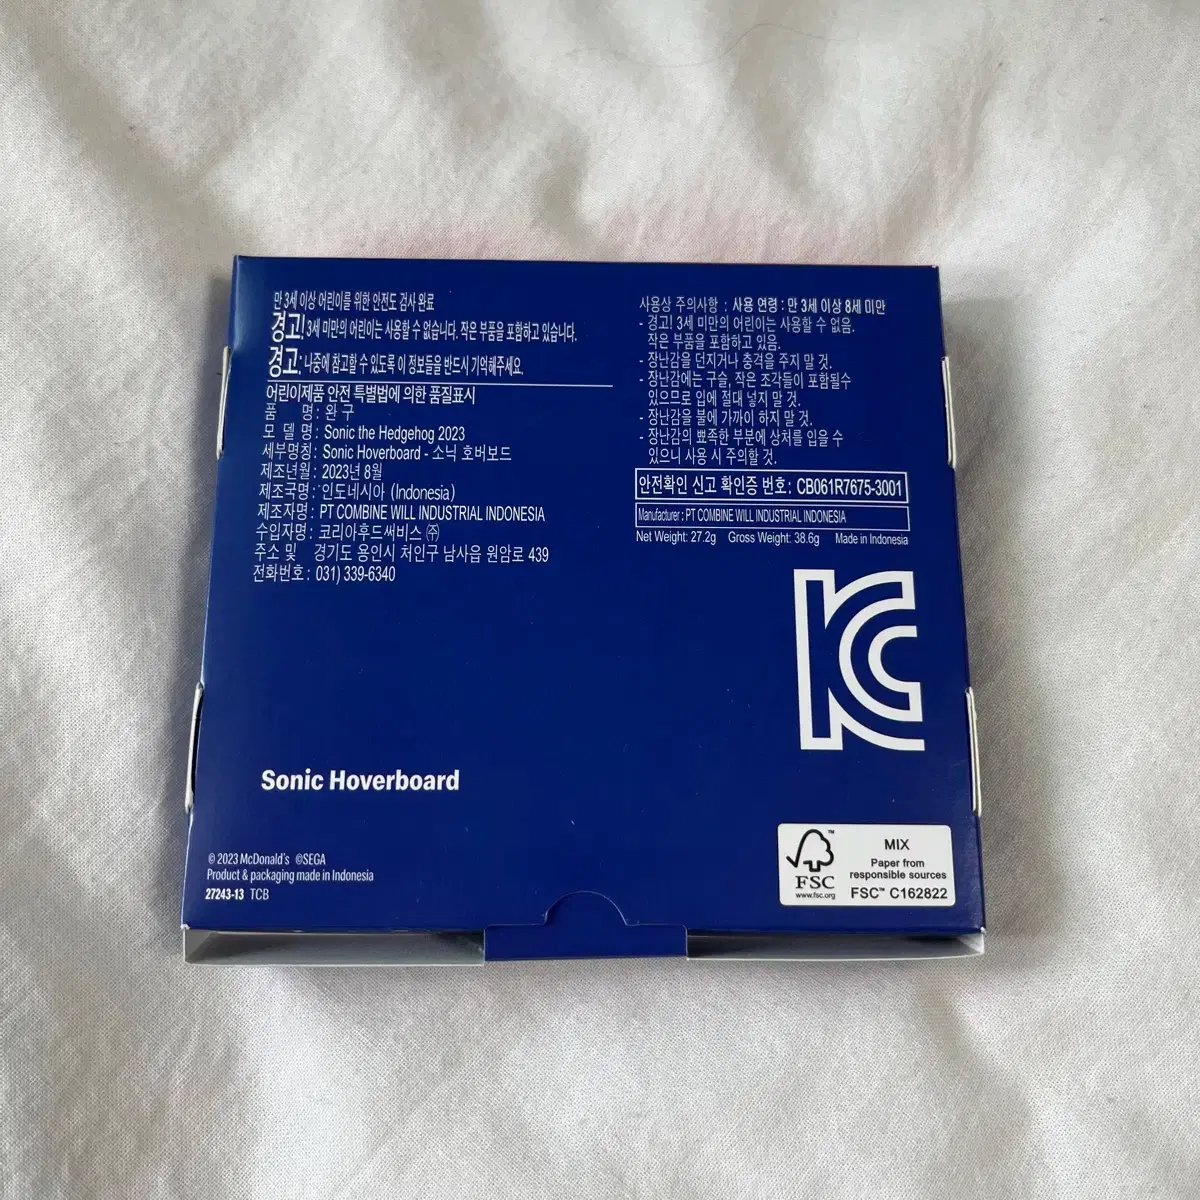 만 3세 이상 어린이를 위한 안전도 검사 완료
경고! 3세 미만의 어린이는 사용할 수 없습니다. 작은 부품을 포함하고 있습니다.
경고: 나중에 참고할 수 있도록 이 정보들을 반드시 기억해주세요.
어린이제품 안전 특별법에 의한 품질표시
품 명 : 완 구
모 델 명 : Sonic the Hedgehog 2023
세부명칭 : Sonic Hoverboard - 소닉 호버보드
제조년월 : 2023년 8월
제조국명 : 인도네시아 (Indonesia)
제조자명 : PT COMBINE WILL INDUSTRIAL INDONESIA
수입자명 : 코리아후드써비스 ㈜
주소 및 경기도 용인시 처인구 남사읍 원암로 439
전화번호 : 031) 339-6340
사용상 주의사항 : 사용 연령 : 만 3세 이상 8세 미만
- 경고! 3세 미만의 어린이는 사용할 수 없음.
작은 부품을 포함하고 있음.
- 장난감을 던지거나 충격을 주지 말 것.
- 장난감에는 구슬, 작은 조각들이 포함될수
있으므로 입에 절대 넣지 말 것.
- 장난감을 불에 가까이 하지 말 것.
- 장난감의 뾰족한 부분에 상처를 입을 수
있으니 사용 시 주의할 것.
안전확인 신고 확인증 번호 : CB061R7675-3001
Manufacturer : PT COMBINE WILL INDUSTRIAL INDONESIA
Net Weight: 27.2g Gross Weight: 38.6g Made in Indonesia
KC
Sonic Hoverboard
© 2023 McDonald's ©SEGA
Product & packaging made in Indonesia
27243-13 TCB
FSC
www.fsc.org
MIX
Paper from
responsible sources
FSC™ C162822